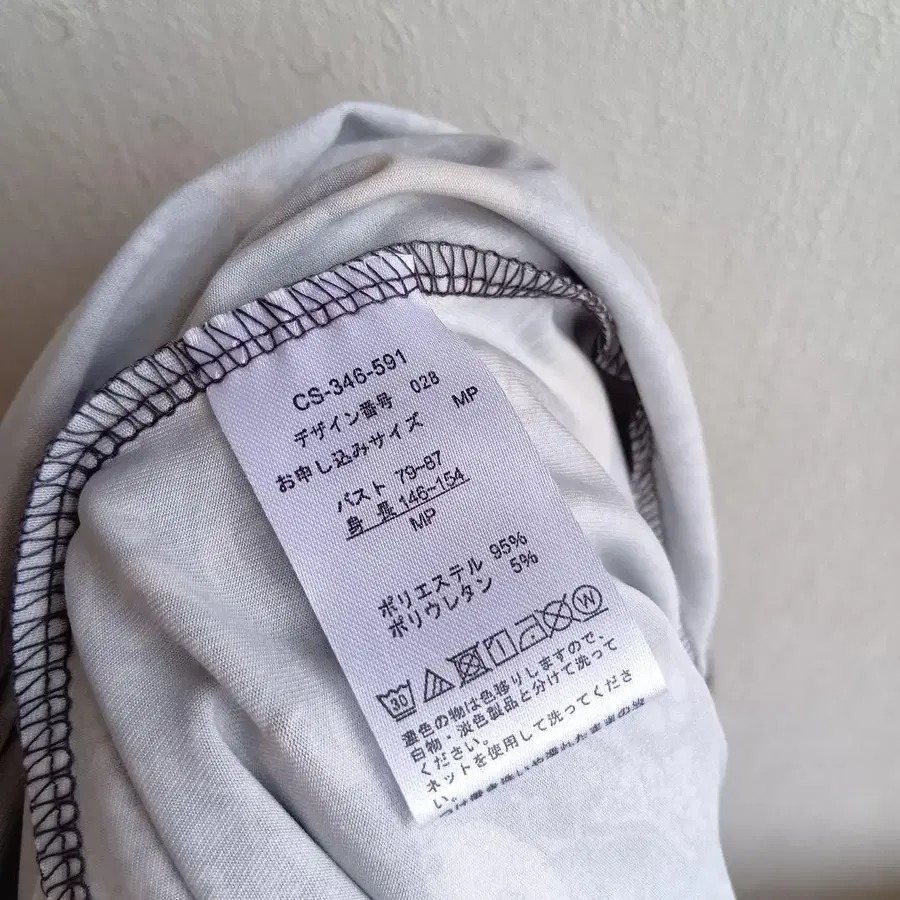 CS-346-591
デザイン番号 028
お申し込みサイズ MP
バスト 79-87
身 長 146-154
MP
ポリエステル 95%
ポリウレタン 5%
30 W
濃色の物は色移りしますので、
白物・淡色製品と分けて洗って
ください。
ネットを使用して洗ってくださ
い。